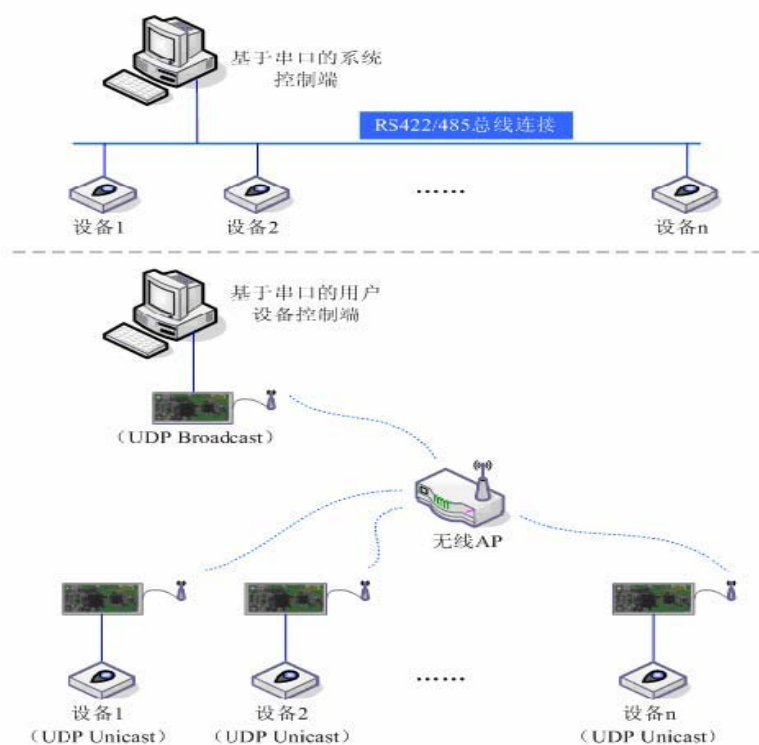 基于串口的系统
控制端
RS422/485总线连接
设备1
设备2
……
设备n
基于串口的用户
设备控制端
（UDP Broadcast）
无线AP
设备1
（UDP Unicast）
设备2
（UDP Unicast）
……
设备n
（UDP Unicast）